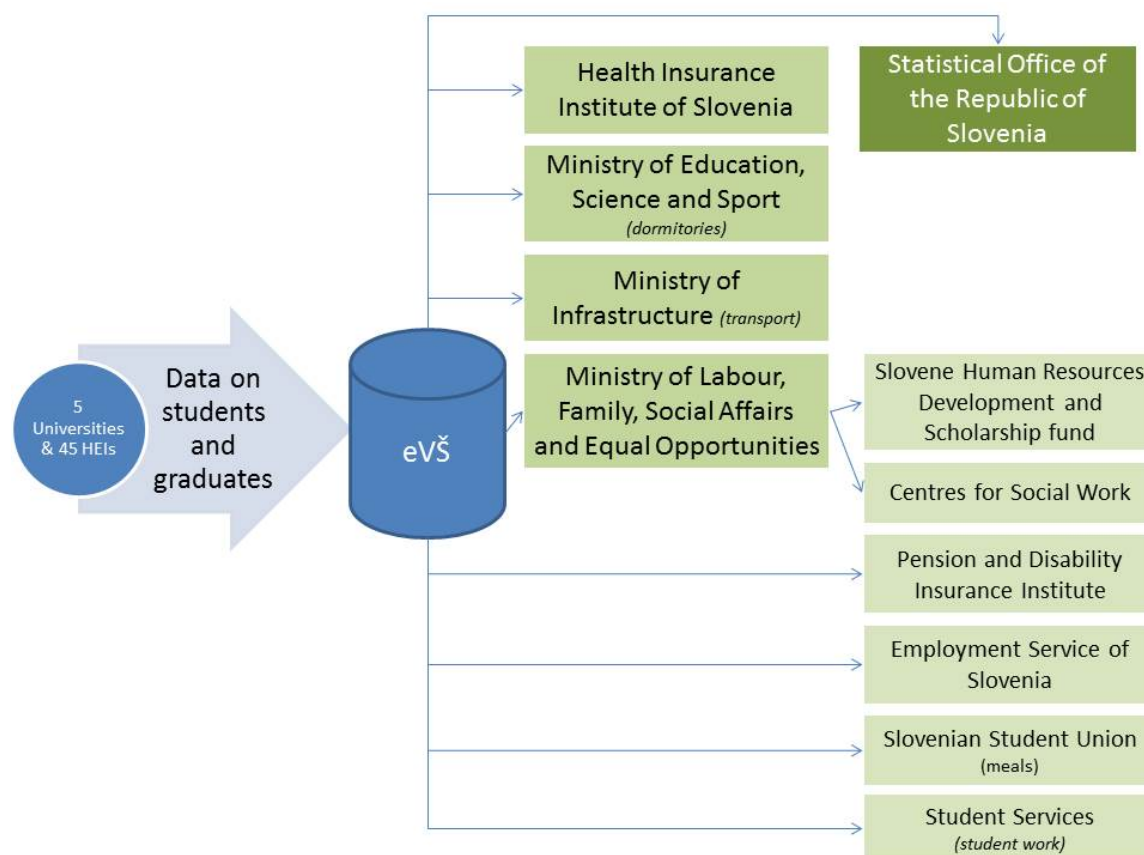 5
Universities
& 45 HEIs
Data on
students
and
graduates
eVŠ
Health Insurance
Institute of Slovenia
Ministry of Education,
Science and Sport
(dormitories)
Ministry of
Infrastructure (transport)
Ministry of Labour,
Family, Social Affairs
and Equal Opportunities
Statistical Office of
the Republic of
Slovenia
Slovene Human Resources
Development and
Scholarship fund
Centres for Social Work
Pension and Disability
Insurance Institute
Employment Service of
Slovenia
Slovenian Student Union
(meals)
Student Services
(student work)